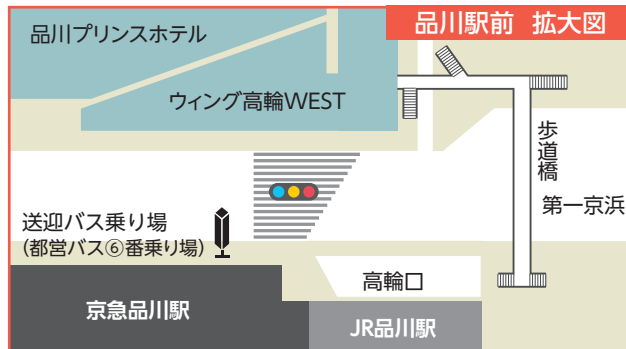 品川駅前 拡大図
品川プリンスホテル
ウィング高輪WEST
歩道橋
第一京浜
送迎バス乗り場
(都営バス⑥番乗り場)
高輪口
京急品川駅
JR品川駅